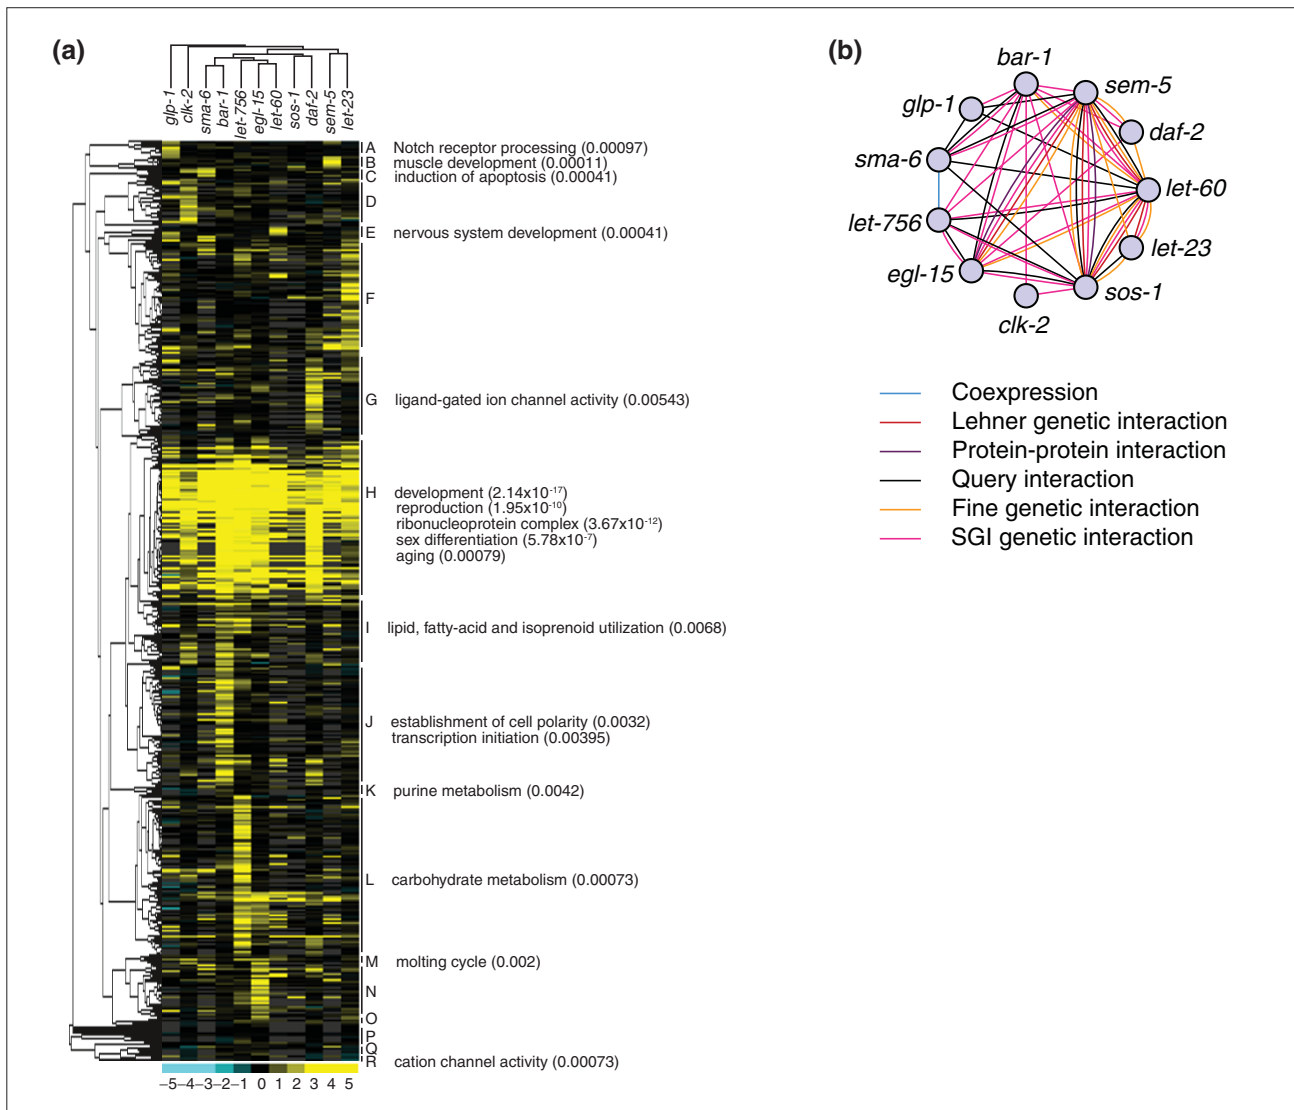 (a)
glp-1
clk-2
sma-6
bar-1
let-756
egl-15
let-60
sos-1
daf-2
sem-5
let-23
A Notch receptor processing (0.00097)
B muscle development (0.00011)
C induction of apoptosis (0.00041)
D
E nervous system development (0.00041)
F
G ligand-gated ion channel activity (0.00543)
H development (2.14x10⁻¹⁷)
reproduction (1.95x10⁻¹⁰)
ribonucleoprotein complex (3.67x10⁻¹²)
sex differentiation (5.78x10⁻⁷)
aging (0.00079)
I lipid, fatty-acid and isoprenoid utilization (0.0068)
J establishment of cell polarity (0.0032)
transcription initiation (0.00395)
K purine metabolism (0.0042)
L carbohydrate metabolism (0.00073)
M molting cycle (0.002)
N
O
P
Q
R cation channel activity (0.00073)
–5 –4 –3 –2 –1 0 1 2 3 4 5
(b)
bar-1
sem-5
glp-1
daf-2
sma-6
let-60
let-756
let-23
egl-15
sos-1
clk-2
Coexpression
Lehner genetic interaction
Protein-protein interaction
Query interaction
Fine genetic interaction
SGI genetic interaction